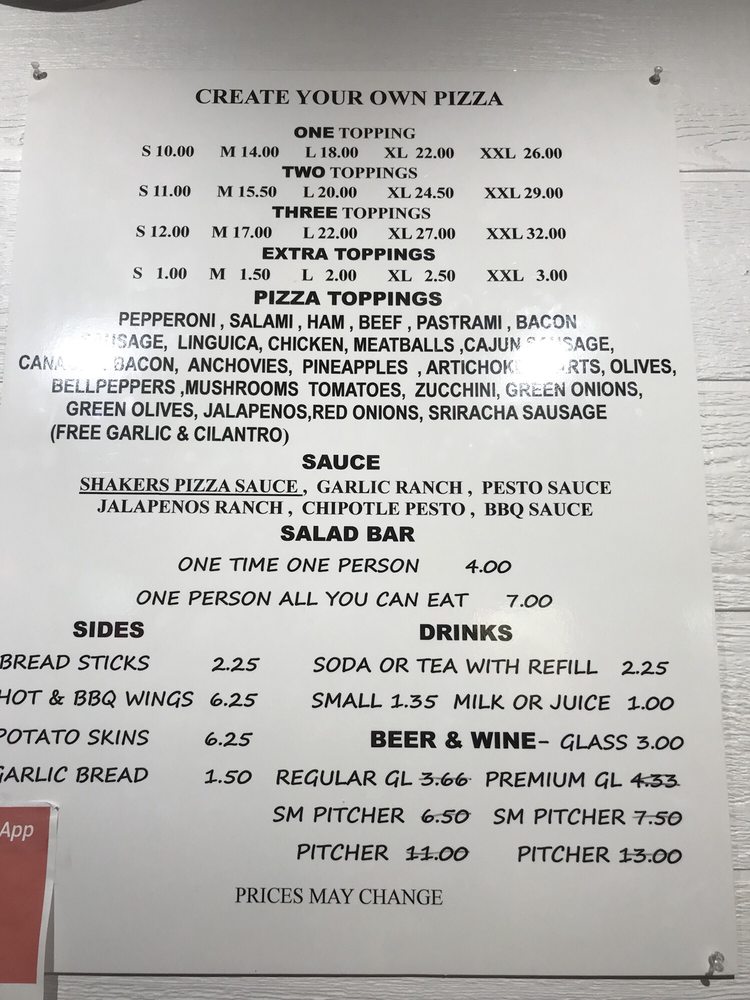 CREATE YOUR OWN PIZZA
ONE TOPPING
S 10.00 M 14.00 L 18.00 XL 22.00 XXL 26.00
TWO TOPPINGS
S 11.00 M 15.50 L 20.00 XL 24.50 XXL 29.00
THREE TOPPINGS
S 12.00 M 17.00 L 22.00 XL 27.00 XXL 32.00
EXTRA TOPPINGS
S 1.00 M 1.50 L 2.00 XL 2.50 XXL 3.00
PIZZA TOPPINGS
PEPPERONI , SALAMI , HAM , BEEF , PASTRAMI , BACON
LINGUICA, CHICKEN, MEATBALLS ,CAJUN
BACON, ANCHOVIES, PINEAPPLES , OLIVES,
BELLPEPPERS ,MUSHROOMS TOMATOES, ZUCCHINI, GREEN ONIONS,
GREEN OLIVES, JALAPENOS,RED ONIONS, SRIRACHA SAUSAGE
(FREE GARLIC & CILANTRO)
SAUCE
SHAKERS PIZZA SAUCE , GARLIC RANCH , PESTO SAUCE
JALAPENOS RANCH , CHIPOTLE PESTO , BBQ SAUCE
SALAD BAR
ONE TIME ONE PERSON 4.00
ONE PERSON ALL YOU CAN EAT 7.00
SIDES
BREAD STICKS 2.25
HOT & BBQ WINGS 6.25
POTATO SKINS 6.25
GARLIC BREAD 1.50
DRINKS
SODA OR TEA WITH REFILL 2.25
SMALL 1.35 MILK OR JUICE 1.00
BEER & WINE- GLASS 3.00
REGULAR GL 3.66 PREMIUM GL 4.33
SM PITCHER 6.50 SM PITCHER 7.50
PITCHER 11.00 PITCHER 13.00
PRICES MAY CHANGE
App